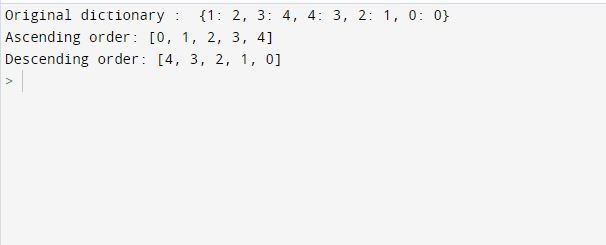 Original dictionary :  {1: 2, 3: 4, 4: 3, 2: 1, 0: 0}
Ascending order: [0, 1, 2, 3, 4]
Descending order: [4, 3, 2, 1, 0]
>